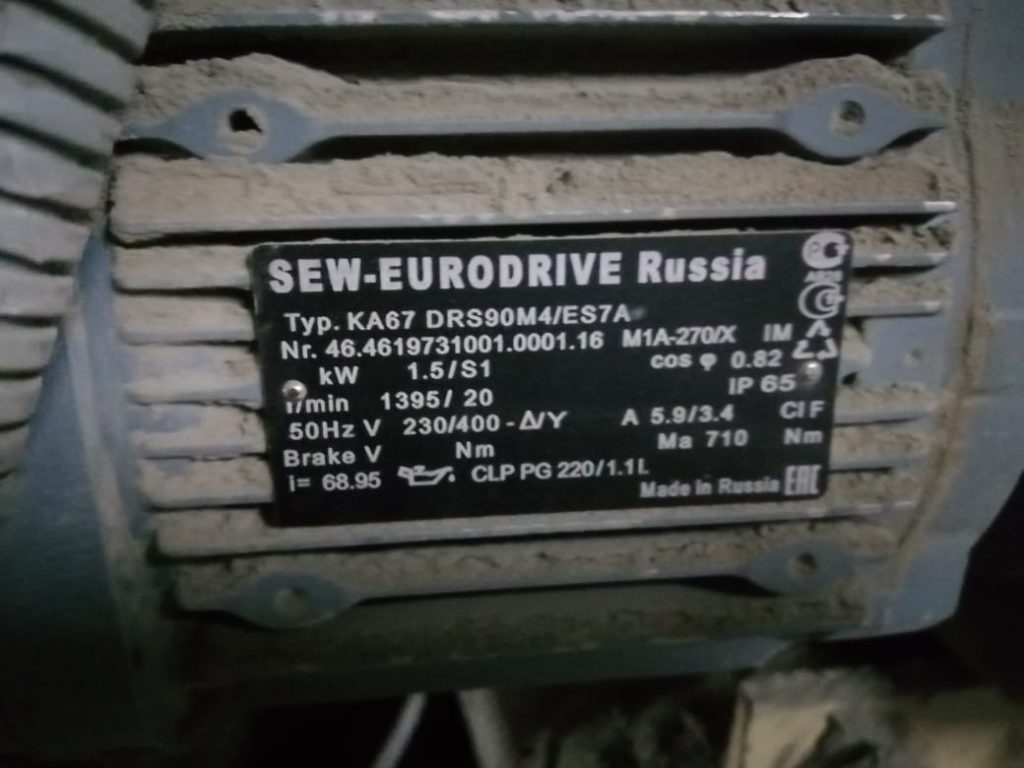 SEW-EURODRIVE Russia
Typ. KA67 DRS90M4/ES7A
Nr. 46.4619731001.0001.16 M1A-270/X IM
kW 1.5/S1 cos φ 0.82
IP 65
r/min 1395/ 20
50Hz V 230/400 - Δ/Y A 5.9/3.4 Cl F
Brake V Nm Ma 710 Nm
i= 68.95 CLP PG 220/1.1L
Made in Russia EAC